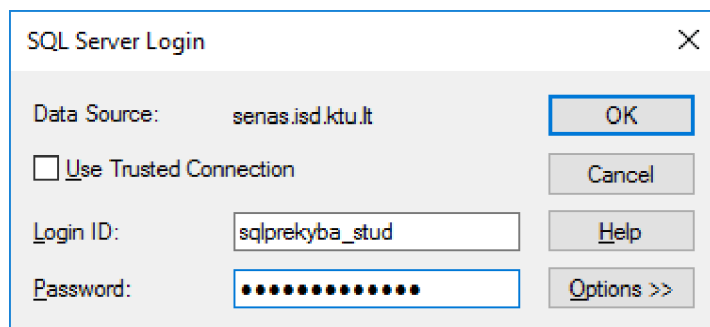 SQL Server Login
Data Source: senas.isd.ktu.lt OK
Use Trusted Connection Cancel
Login ID: sqlprekyba_stud Help
Password: ●●●●●●●●●●●●● Options >>